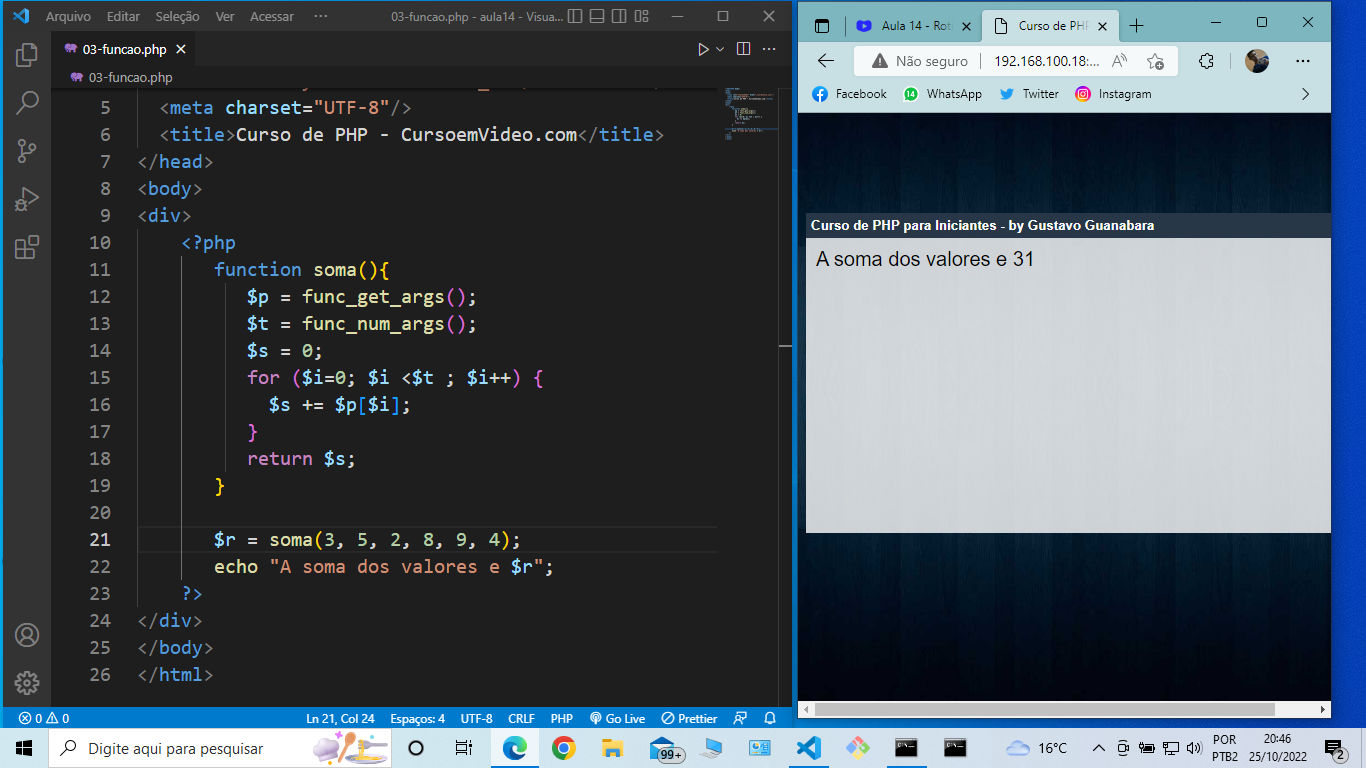 Arquivo Editar Seleção Ver Acessar ··· 03-funcao.php - aula14 - Visua...
03-funcao.php
03-funcao.php
5 <meta charset="UTF-8"/>
6 <title>Curso de PHP - CursoemVideo.com</title>
7 </head>
8 <body>
9 <div>
10 <?php
11 function soma(){
12 $p = func_get_args();
13 $t = func_num_args();
14 $s = 0;
15 for ($i=0; $i <$t ; $i++) {
16 $s += $p[$i];
17 }
18 return $s;
19 }
20
21 $r = soma(3, 5, 2, 8, 9, 4);
22 echo "A soma dos valores e $r";
23 ?>
24 </div>
25 </body>
26 </html>
0 0 Ln 21, Col 24 Espaços: 4 UTF-8 CRLF PHP Go Live Prettier
Aula 14 - Rot Curso de PHP
Não seguro 192.168.100.18:...
Facebook 14 WhatsApp Twitter Instagram
Curso de PHP para Iniciantes - by Gustavo Guanabara
A soma dos valores e 31
Digite aqui para pesquisar 99+ 16°C POR PTB2 20:46 25/10/2022 2